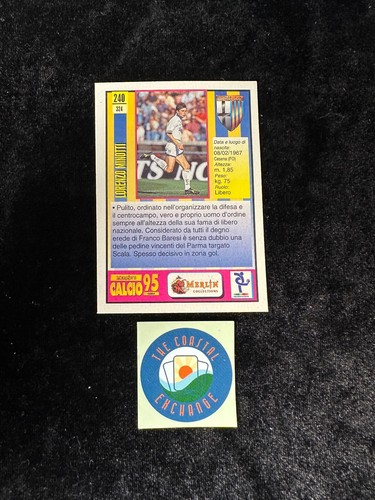 240
324
LORENZO MINOTTI
Data e luogo di
nascita:
08/02/1967
Cesena (FO)
Altezza:
m. 1,85
Peso:
kg. 75
Ruolo:
Libero
• Pulito, ordinato nell'organizzare la difesa e
il centrocampo, vero e proprio uomo d'ordine
sempre all'altezza della sua fama di libero
nazionale. Considerato da tutti il degno
erede di Franco Baresi è senza dubbio una
delle pedine vincenti del Parma targato
Scala. Spesso decisivo in zona gol.
CALCIO 95
MERLIN
COLLECTIONS
THE COASTAL
EXCHANGE